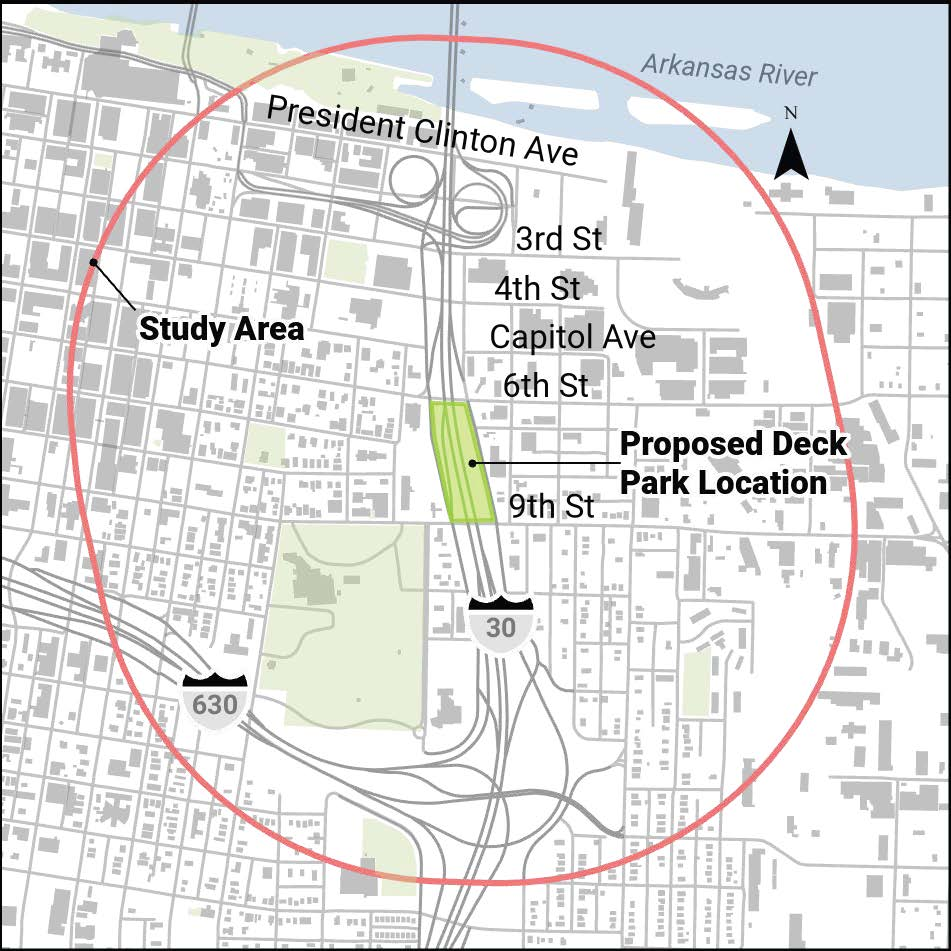 Arkansas River
N
President Clinton Ave
3rd St
4th St
Study Area
Capitol Ave
6th St
Proposed Deck
Park Location
9th St
30
630